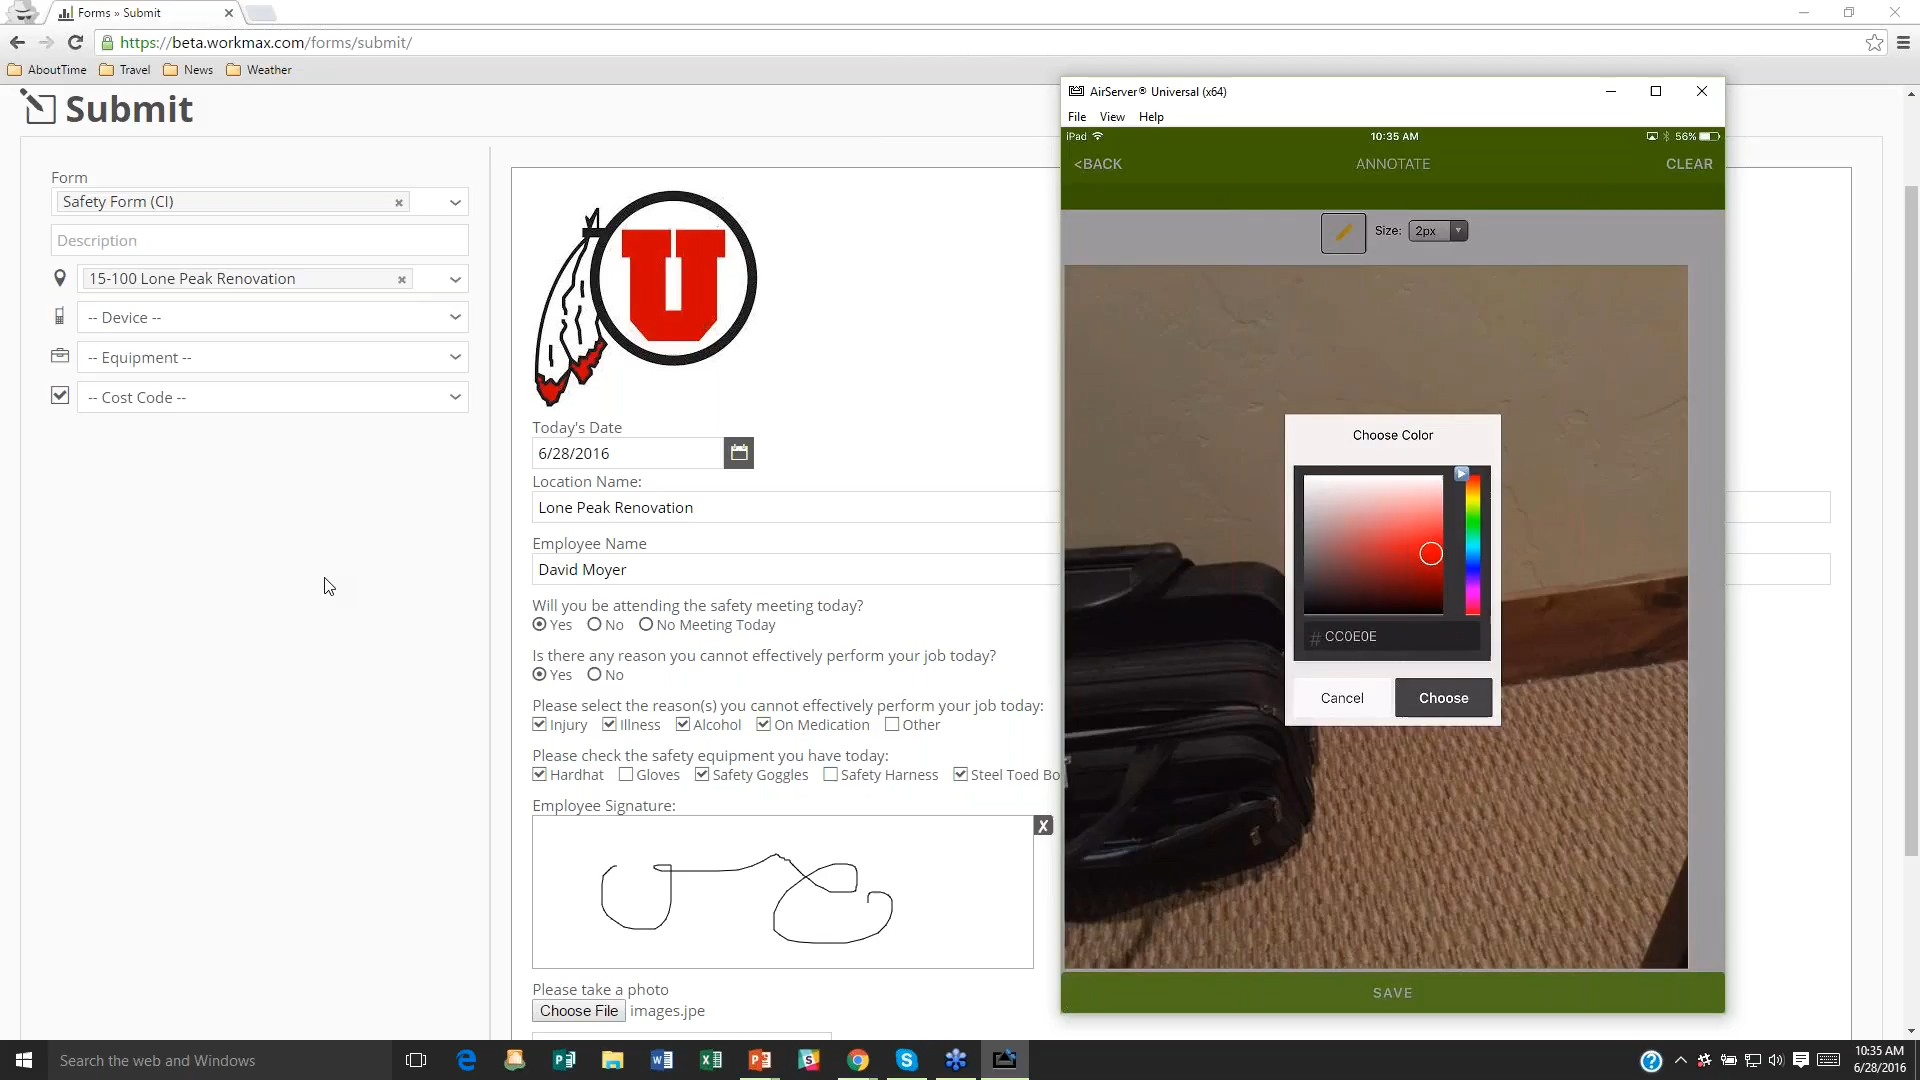 Forms » Submit
https://beta.workmax.com/forms/submit/
AboutTime Travel News Weather
Submit
Form
Safety Form (CI)
Description
15-100 Lone Peak Renovation
-- Device --
-- Equipment --
-- Cost Code --
U
Today's Date
6/28/2016
Location Name:
Lone Peak Renovation
Employee Name
David Moyer
Will you be attending the safety meeting today?
Yes No No Meeting Today
Is there any reason you cannot effectively perform your job today?
Yes No
Please select the reason(s) you cannot effectively perform your job today:
Injury Illness Alcohol On Medication Other
Please check the safety equipment you have today:
Hardhat Gloves Safety Goggles Safety Harness Steel Toed Bo
Employee Signature:
X
Please take a photo
Choose File images.jpe
AirServer® Universal (x64)
File View Help
iPad 10:35 AM 56%
<BACK ANNOTATE CLEAR
Size: 2px
Choose Color
# CC0E0E
Cancel Choose
SAVE
Search the web and Windows
10:35 AM
6/28/2016